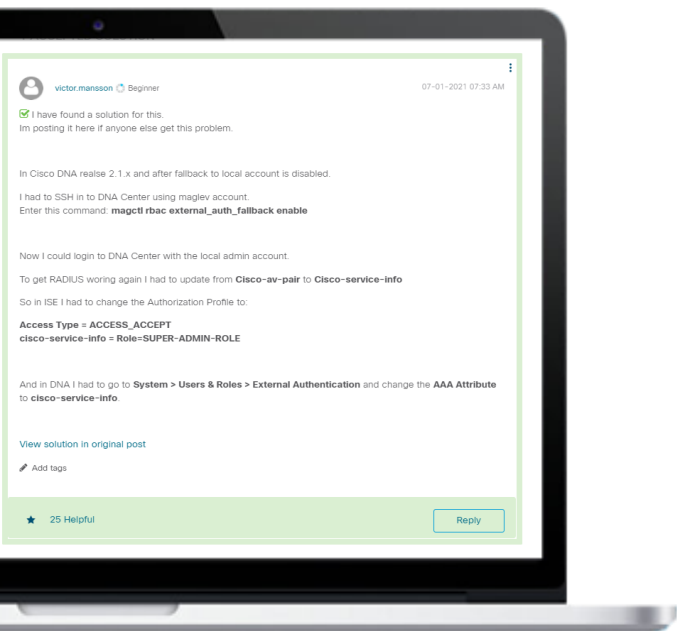 victor.mansson Beginner
07-01-2021 07:33 AM
I have found a solution for this.
Im posting it here if anyone else get this problem.
In Cisco DNA realse 2.1.x and after fallback to local account is disabled.
I had to SSH in to DNA Center using maglev account.
Enter this command: magctl rbac external_auth_fallback enable
Now I could login to DNA Center with the local admin account.
To get RADIUS woring again I had to update from Cisco-av-pair to Cisco-service-info
So in ISE I had to change the Authorization Profile to:
Access Type = ACCESS_ACCEPT
cisco-service-info = Role=SUPER-ADMIN-ROLE
And in DNA I had to go to System > Users & Roles > External Authentication and change the AAA Attribute
to cisco-service-info.
View solution in original post
Add tags
25 Helpful
Reply